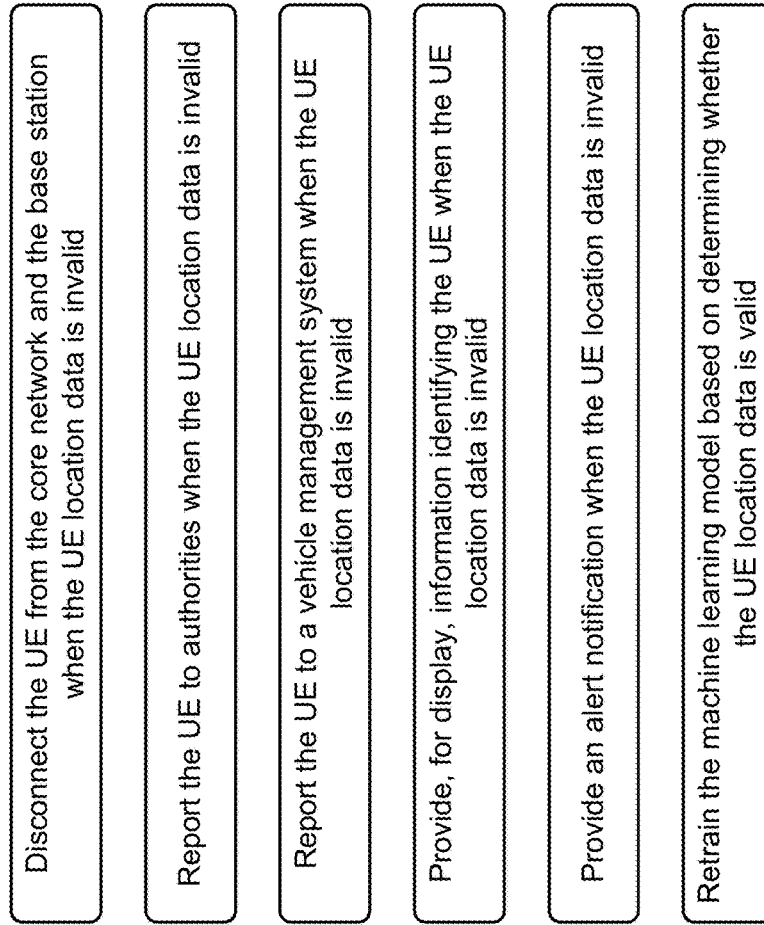 Disconnect the UE from the core network and the base station
when the UE location data is invalid
Report the UE to authorities when the UE location data is invalid
Report the UE to a vehicle management system when the UE
location data is invalid
Provide, for display, information identifying the UE when the UE
location data is invalid
Provide an alert notification when the UE location data is invalid
Retrain the machine learning model based on determining whether
the UE location data is valid